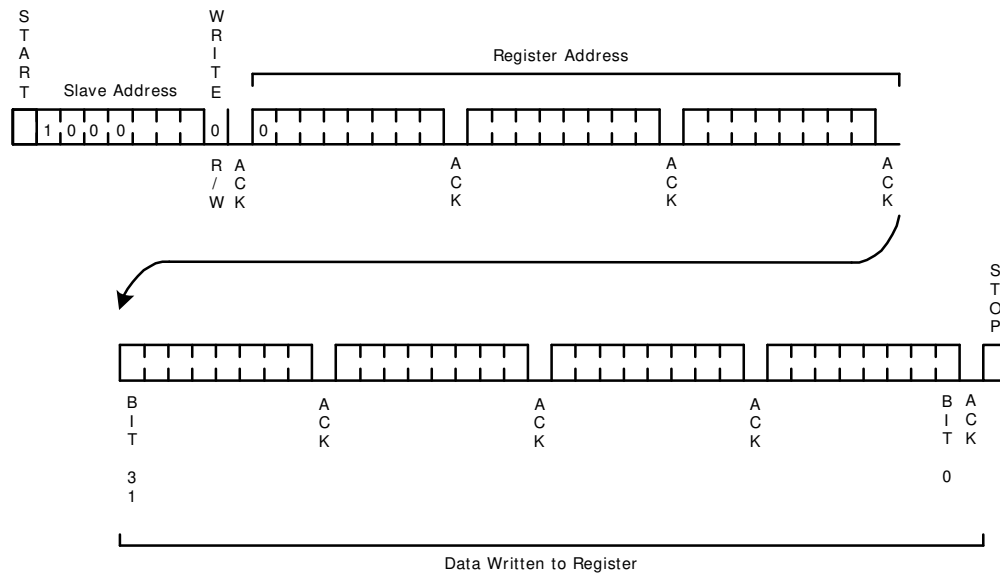 START
WRITE
Register Address
Slave Address
1 0 0 0
0
0
R/W
ACK
ACK
ACK
ACK
STOP
BIT 31
ACK
ACK
ACK
BIT 0
ACK
Data Written to Register